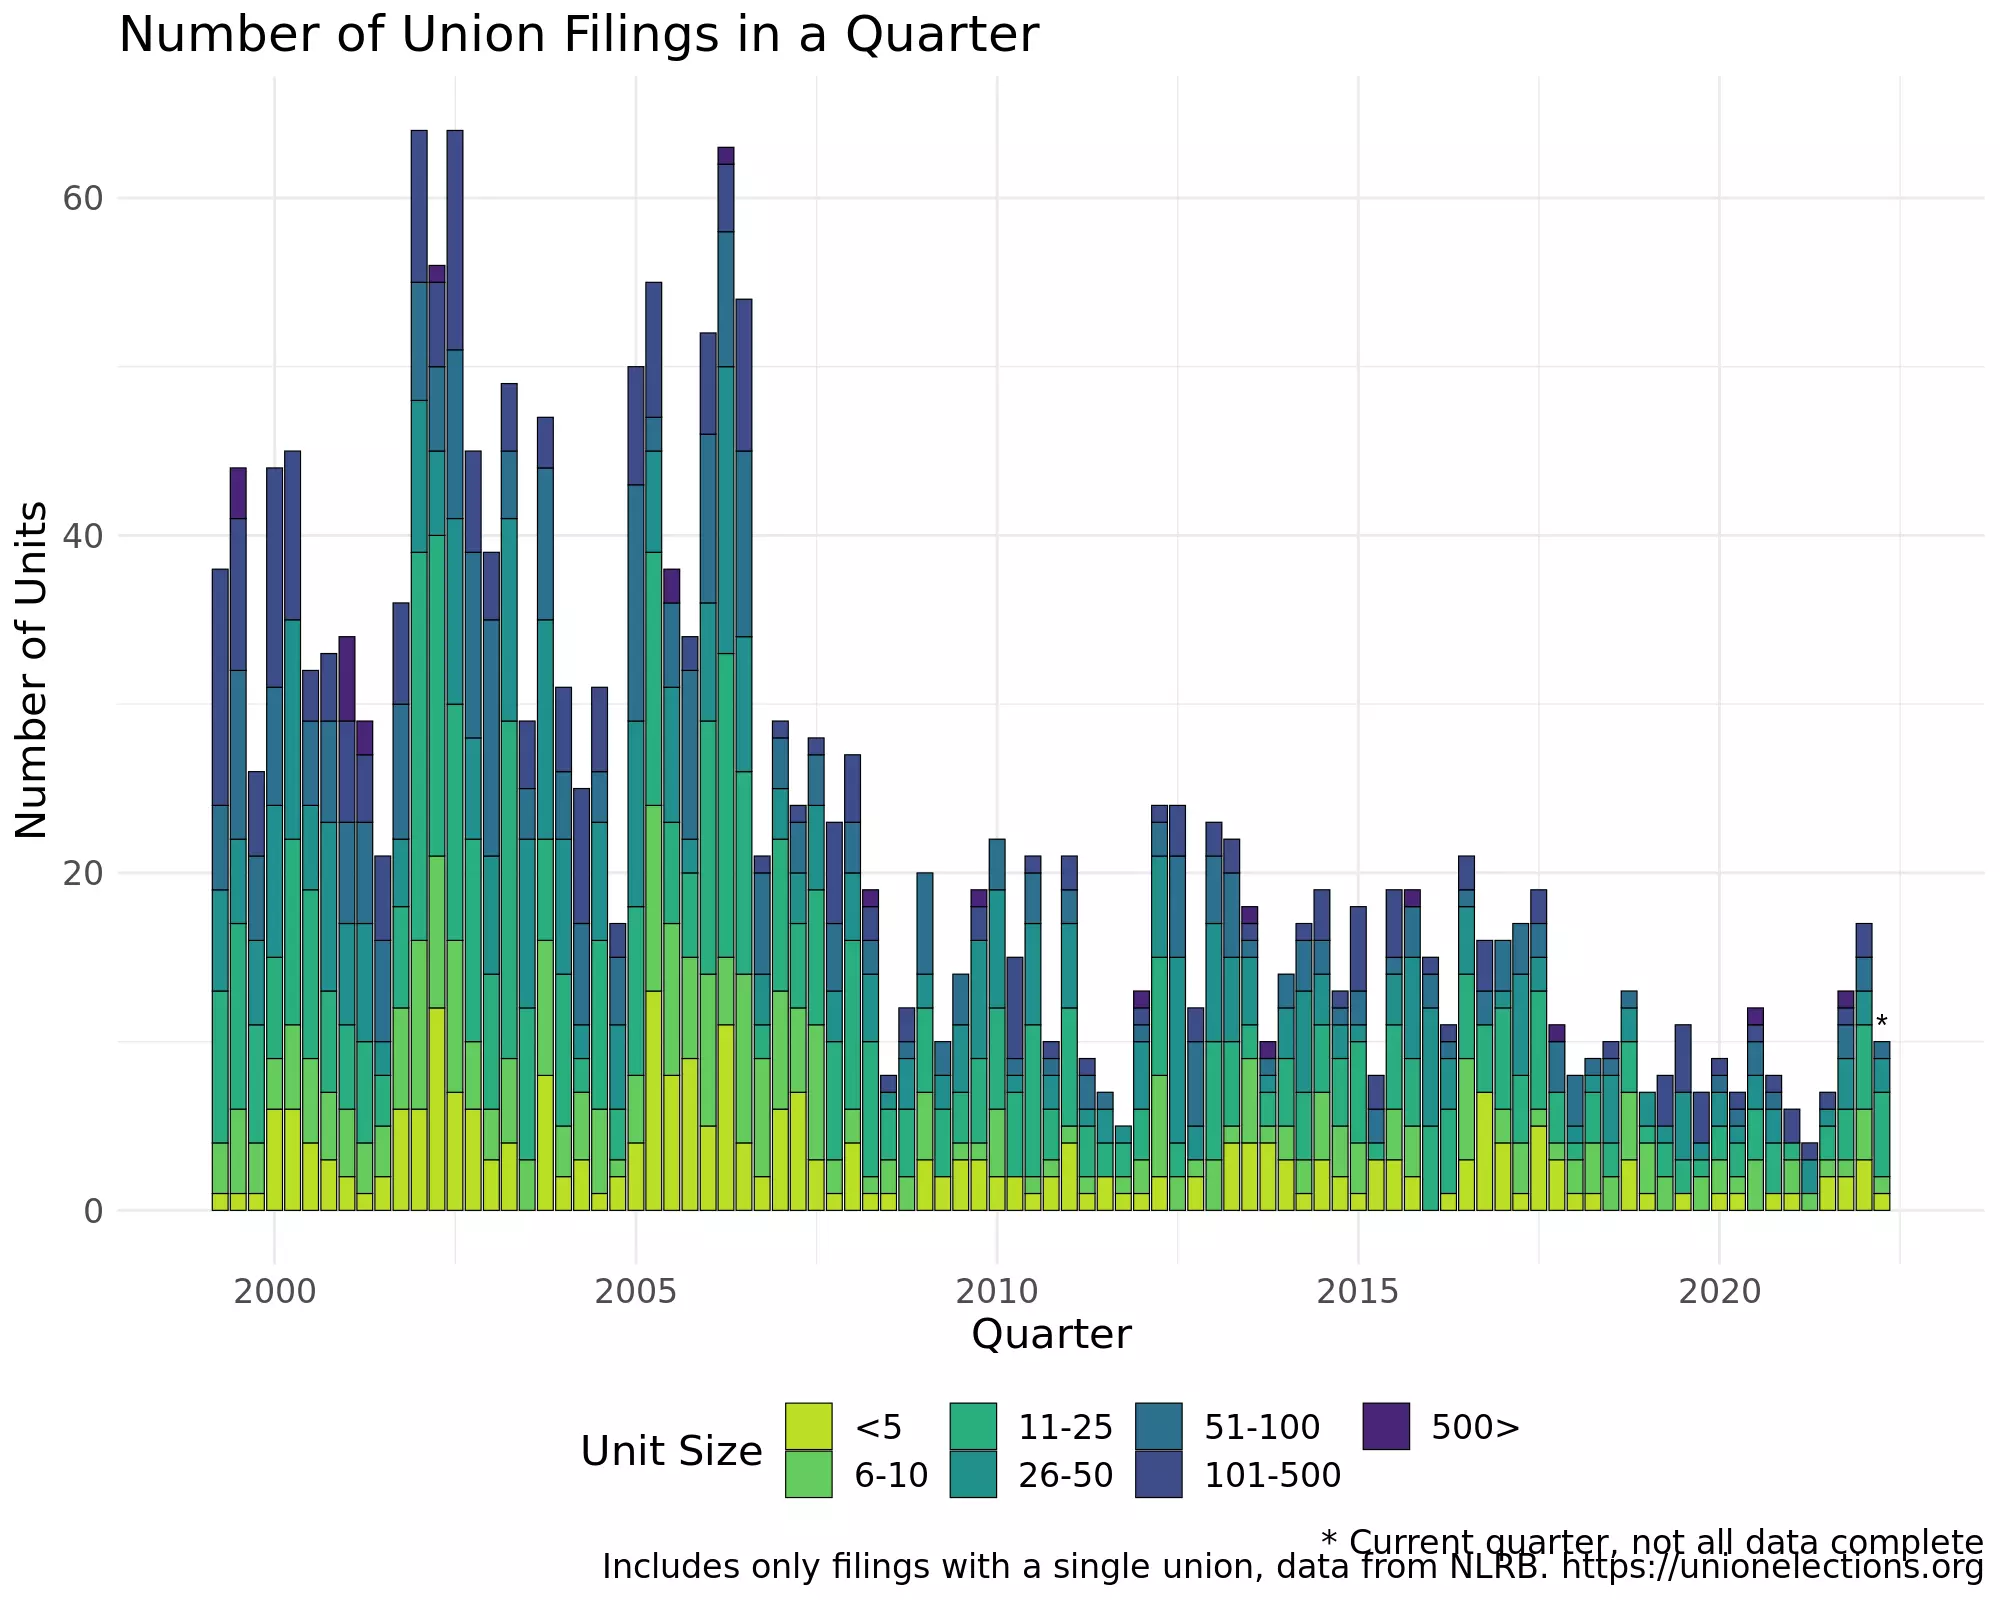 Number of Union Filings in a Quarter
Number of Units
60
40
20
0
*
2000 2005 2010 2015 2020
Quarter
Unit Size
<5 11-25 51-100 500>
6-10 26-50 101-500
* Current quarter, not all data complete
Includes only filings with a single union, data from NLRB. https://unionelections.org